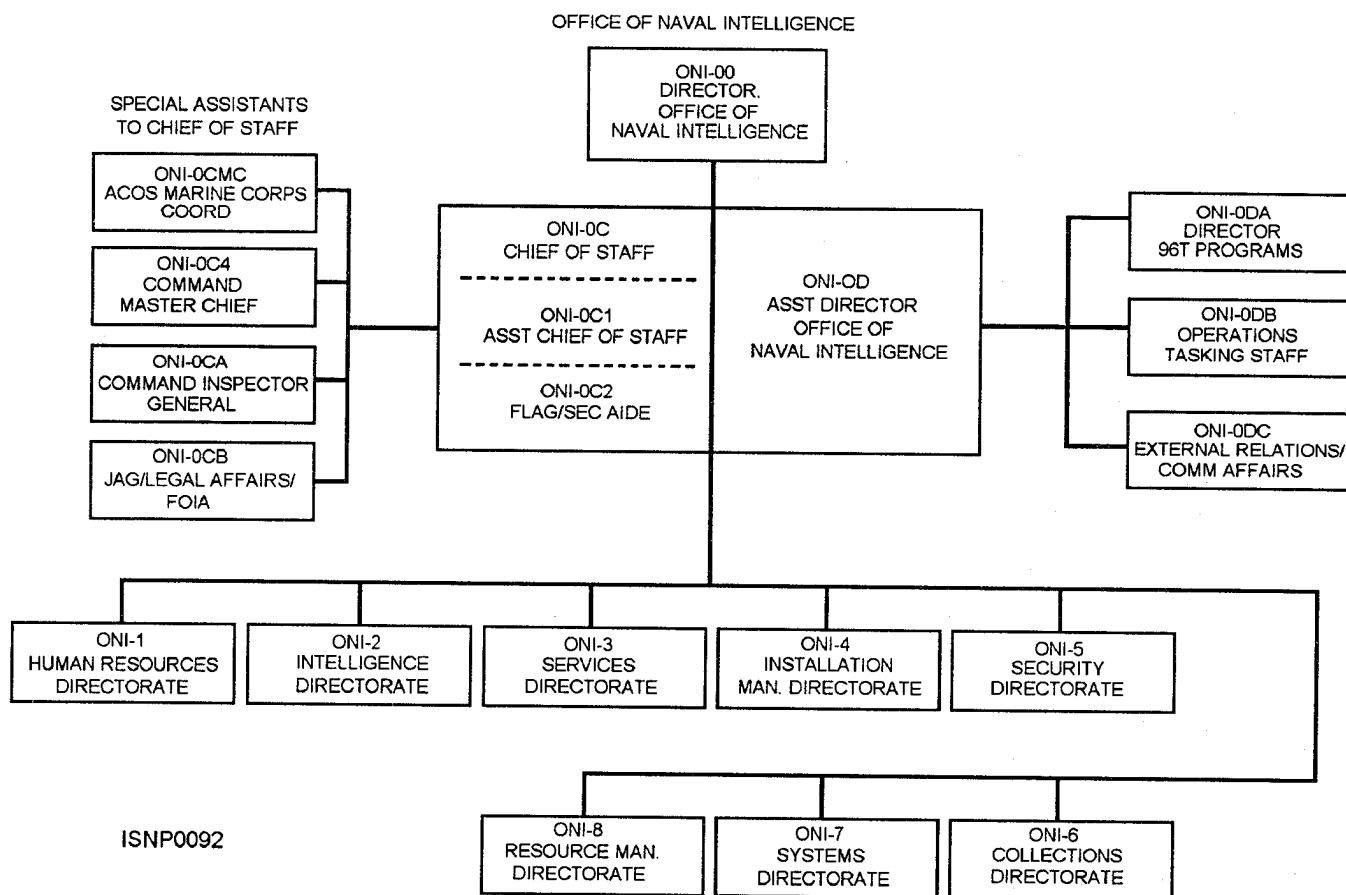 OFFICE OF NAVAL INTELLIGENCE
ONI-00
DIRECTOR.
OFFICE OF
NAVAL INTELLIGENCE
SPECIAL ASSISTANTS
TO CHIEF OF STAFF
ONI-0CMC
ACOS MARINE CORPS
COORD
ONI-0C4
COMMAND
MASTER CHIEF
ONI-0CA
COMMAND INSPECTOR
GENERAL
ONI-0CB
JAG/LEGAL AFFAIRS/
FOIA
ONI-0C
CHIEF OF STAFF
ONI-0C1
ASST CHIEF OF STAFF
ONI-0C2
FLAG/SEC AIDE
ONI-OD
ASST DIRECTOR
OFFICE OF
NAVAL INTELLIGENCE
ONI-0DA
DIRECTOR
96T PROGRAMS
ONI-0DB
OPERATIONS
TASKING STAFF
ONI-0DC
EXTERNAL RELATIONS/
COMM AFFAIRS
ONI-1
HUMAN RESOURCES
DIRECTORATE
ONI-2
INTELLIGENCE
DIRECTORATE
ONI-3
SERVICES
DIRECTORATE
ONI-4
INSTALLATION
MAN. DIRECTORATE
ONI-5
SECURITY
DIRECTORATE
ONI-8
RESOURCE MAN.
DIRECTORATE
ONI-7
SYSTEMS
DIRECTORATE
ONI-6
COLLECTIONS
DIRECTORATE
ISNP0092